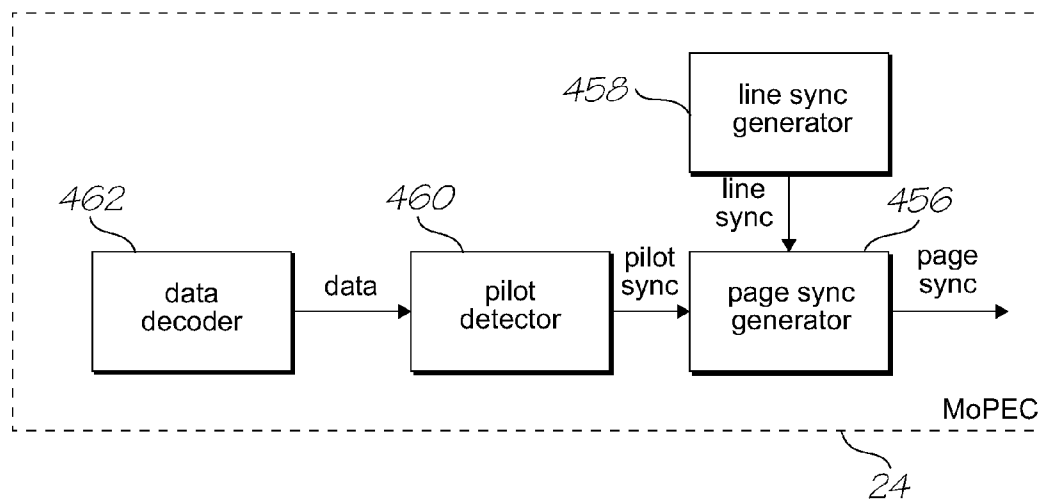 458
line sync
generator
line
sync
462
460
456
data
decoder
data
pilot
detector
pilot
sync
page sync
generator
page
sync
MoPEC
24